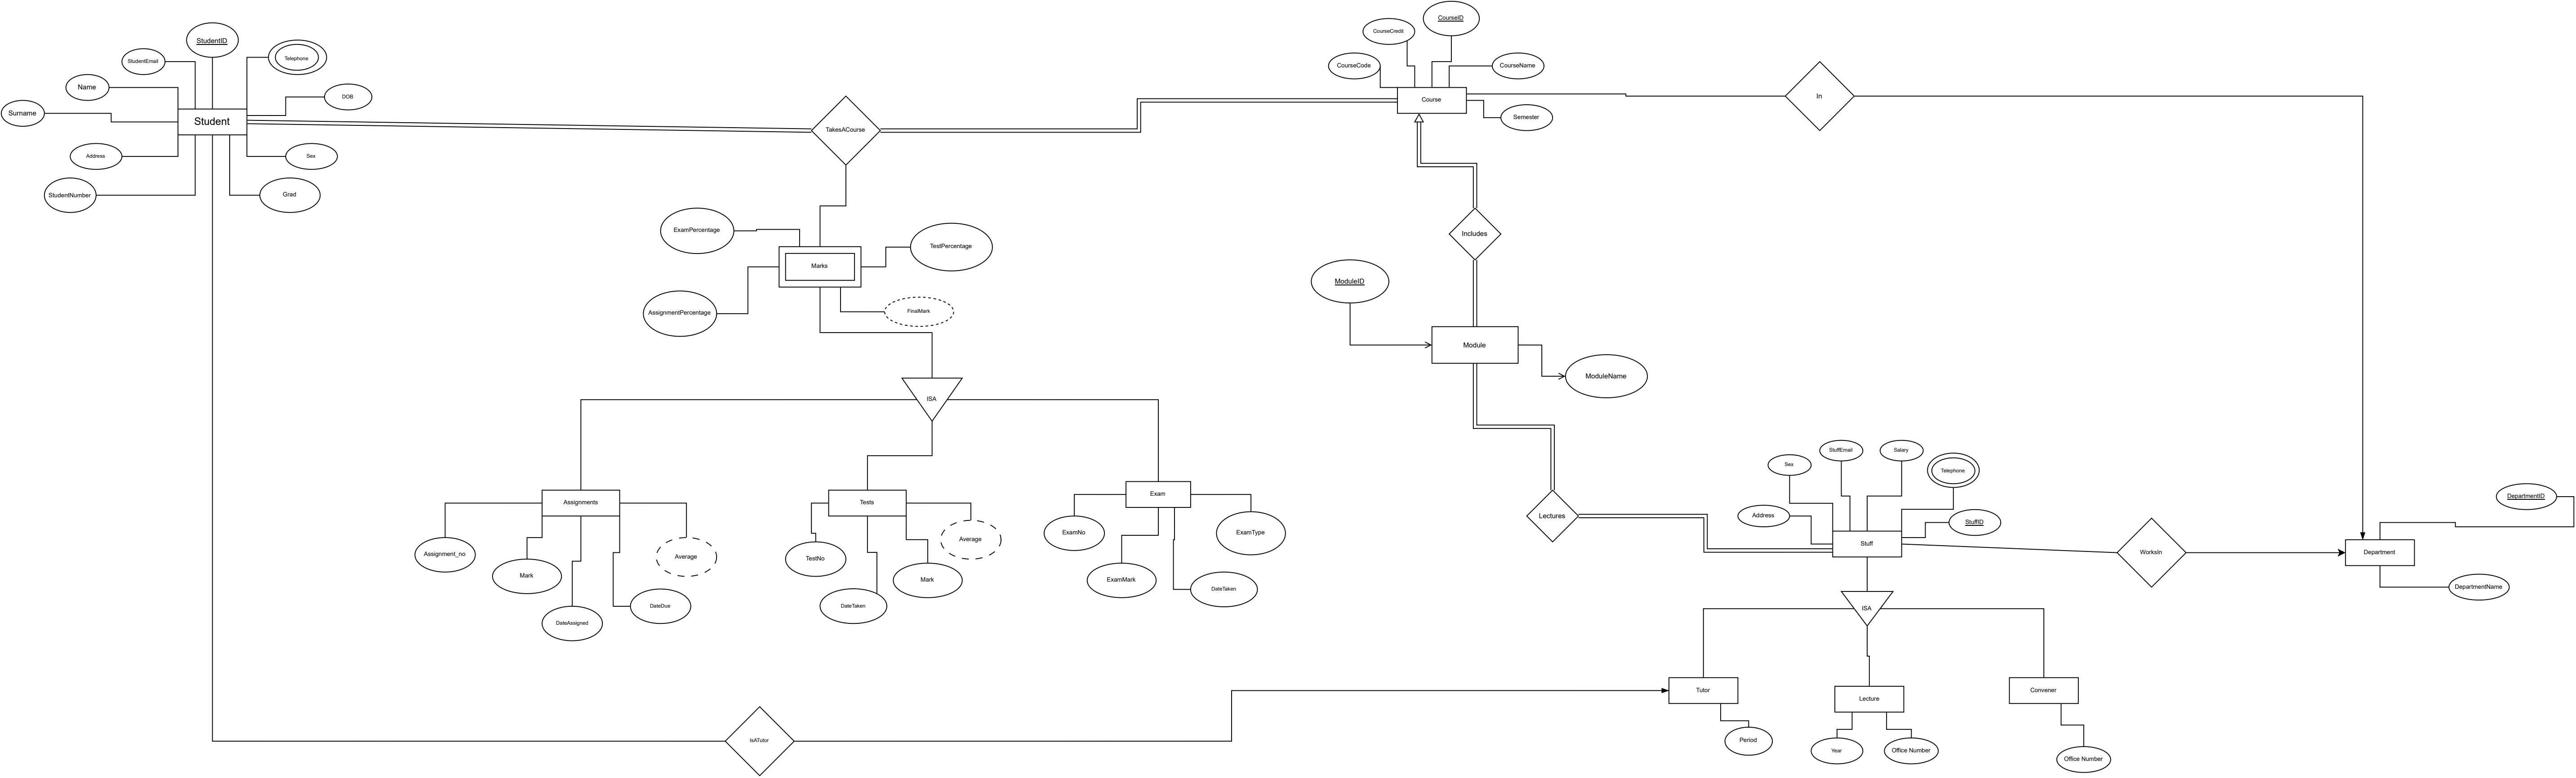 CourseID
CourseCredit
StudentID
Telephone
StudentEmail
CourseCode
CourseName
Name
DOB
In
Course
Surname
Student
Semester
TakesACourse
Address
Sex
StudentNumber
Grad
ExamPercentage
Includes
TestPercentage
Marks
ModuleID
AssignmentPercentage
FinalMark
Module
ModuleName
ISA
StuffEmail
Salary
Sex
Telephone
DepartmentID
Assignments
Tests
Exam
Address
Lectures
StuffID
ExamNo
ExamType
Average
Stuff
Assignment_no
Average
TestNo
WorksIn
Department
Mark
Mark
ExamMark
DateTaken
DepartmentName
DateTaken
DateDue
ISA
DateAssigned
Tutor
Lecture
Convener
IsATutor
Period
Year
Office Number
Office Number